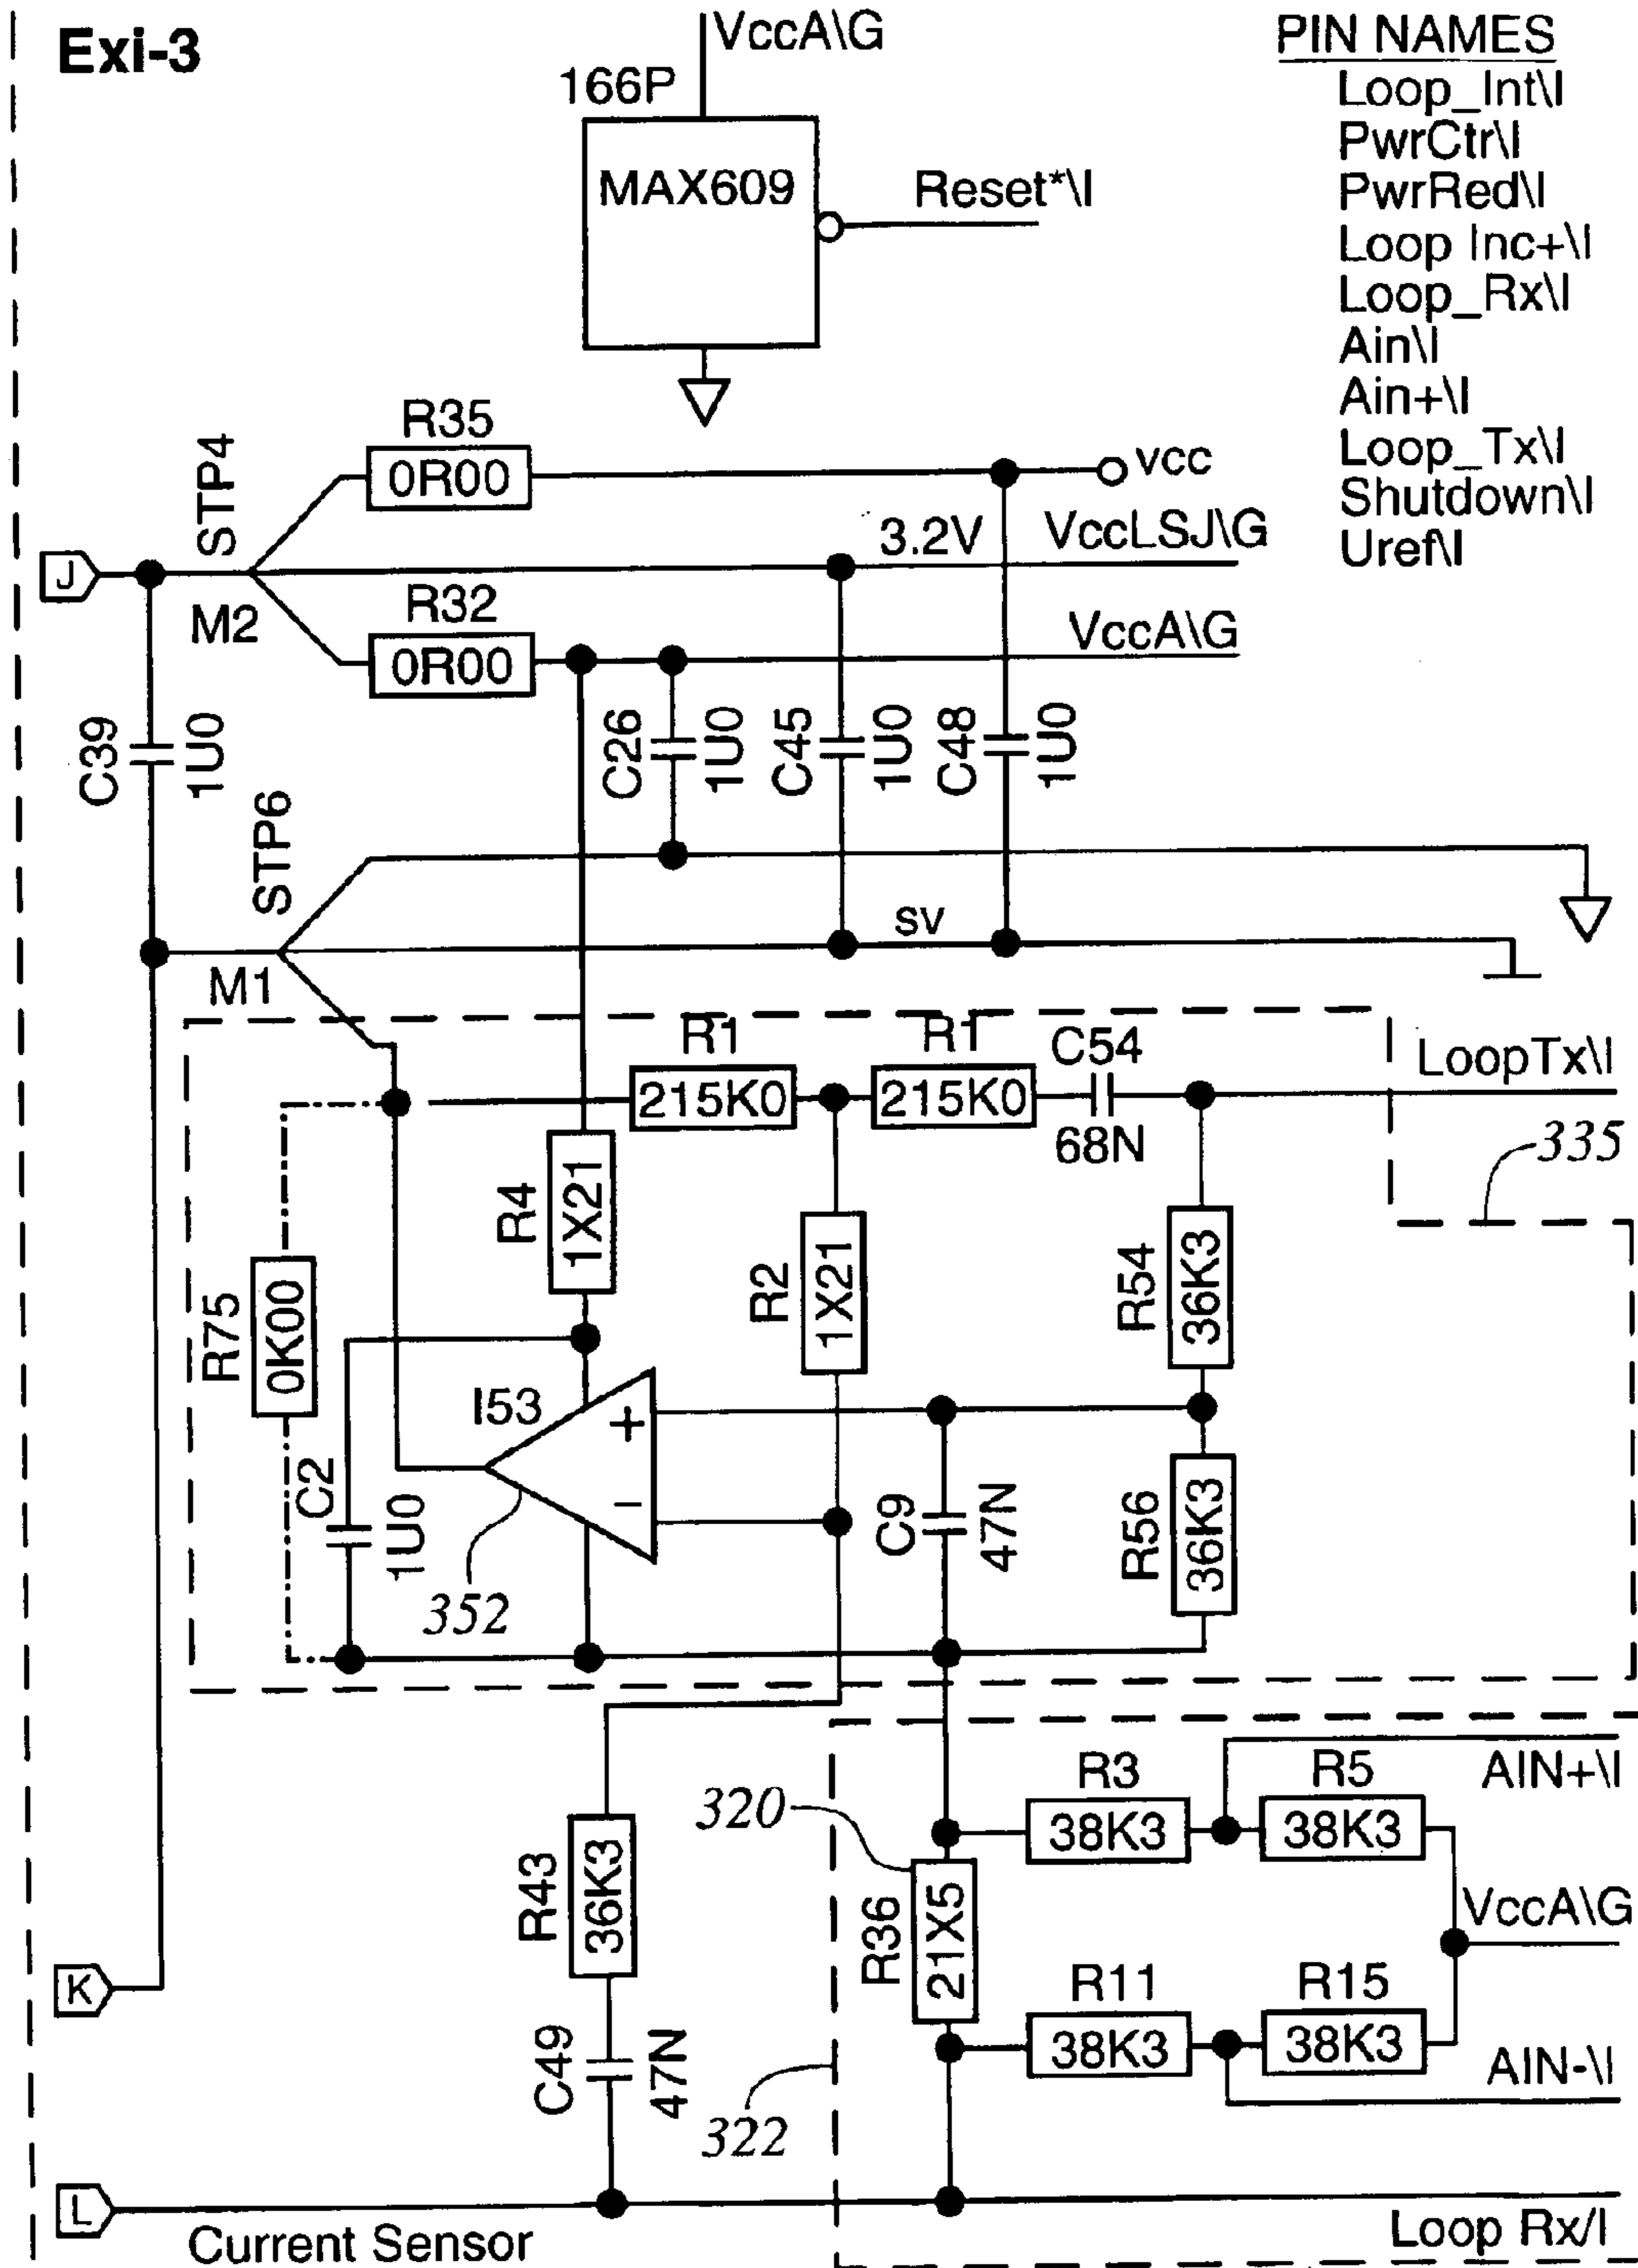 Exi-3
VccA\G
166P
MAX609
Reset*\I
PIN NAMES
Loop_Int\I
PwrCtr\I
PwrRed\I
Loop Inc+\I
Loop_Rx\I
Ain\I
Ain+\I
Loop_Tx\I
Shutdown\I
Uref\I
R35
0R00
vcc
STP4
3.2V
VccLSJ\G
J
M2
R32
0R00
VccA\G
C39
1U0
C26
1U0
C45
1U0
C48
1U0
STP6
sv
M1
R1
215K0
R1
215K0
C54
68N
LoopTx\I
335
R4
1X21
R2
1X21
R54
36K3
R75
0K00
I53
+
–
C2
1U0
352
C9
47N
R56
36K3
320
R3
38K3
R5
38K3
AIN+\I
R43
36K3
R36
21X5
VccA\G
K
R11
38K3
R15
38K3
AIN-\I
C49
47N
322
L
Current Sensor
Loop Rx/I